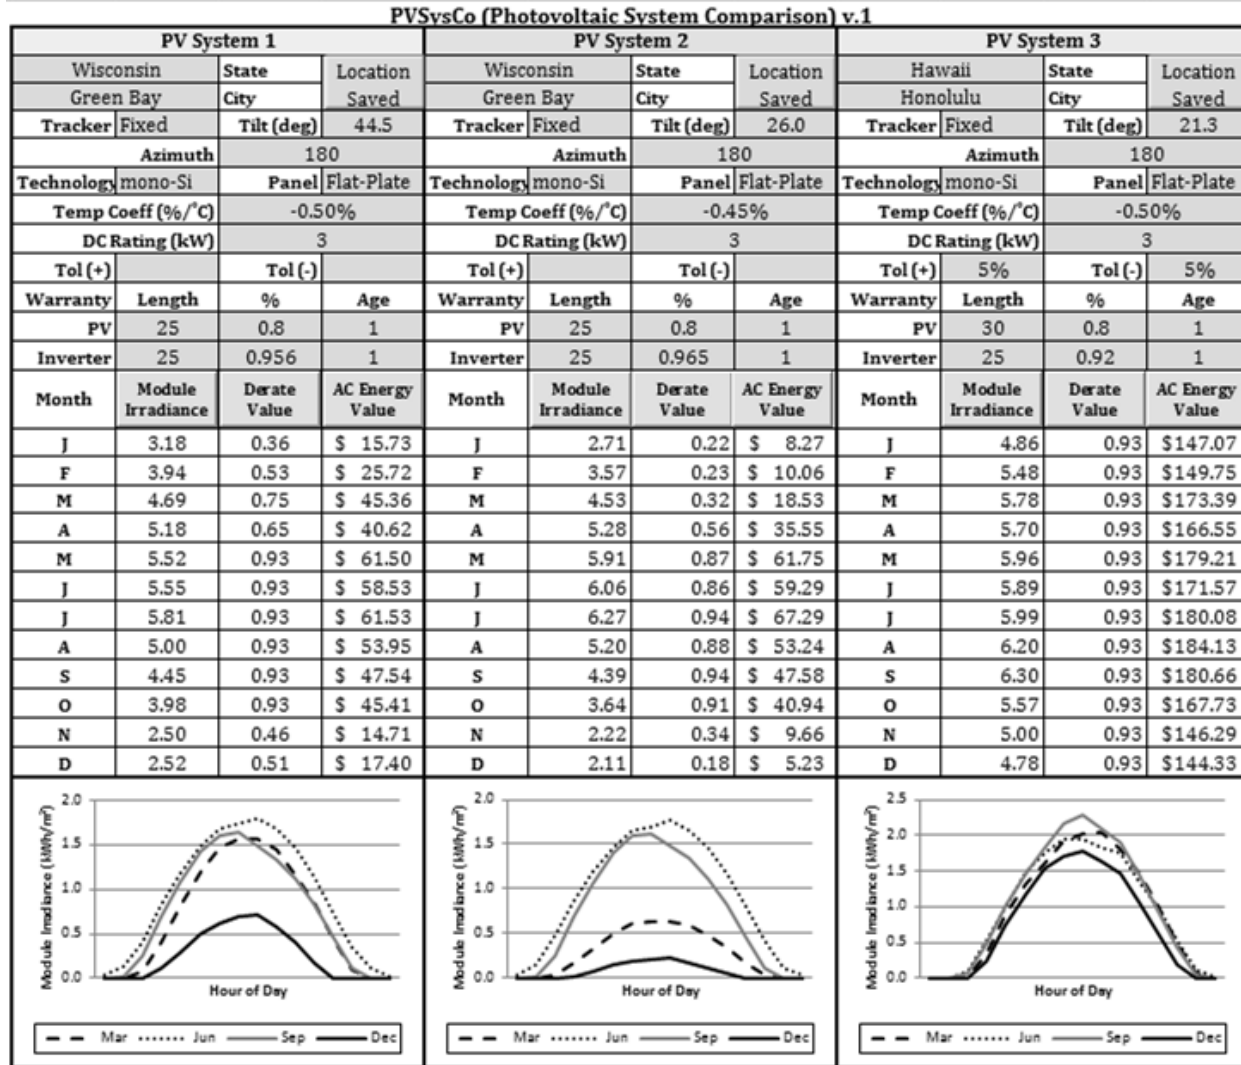 PVSysCo (Photovoltaic System Comparison) v.1
PV System 1 PV System 2 PV System 3
Wisconsin State Location Wisconsin State Location Hawaii State Location
Green Bay City Saved Green Bay City Saved Honolulu City Saved
Tracker Fixed Tilt (deg) 44.5 Tracker Fixed Tilt (deg) 26.0 Tracker Fixed Tilt (deg) 21.3
Azimuth 180 Azimuth 180 Azimuth 180
Technology mono-Si Panel Flat-Plate Technology mono-Si Panel Flat-Plate Technology mono-Si Panel Flat-Plate
Temp Coeff (%/°C) -0.50% Temp Coeff (%/°C) -0.45% Temp Coeff (%/°C) -0.50%
DC Rating (kW) 3 DC Rating (kW) 3 DC Rating (kW) 3
Tol (+) Tol (-) Tol (+) Tol (-) Tol (+) 5% Tol (-) 5%
Warranty Length % Age Warranty Length % Age Warranty Length % Age
PV 25 0.8 1 PV 25 0.8 1 PV 30 0.8 1
Inverter 25 0.956 1 Inverter 25 0.965 1 Inverter 25 0.92 1
Month Module Irradiance Derate Value AC Energy Value Month Module Irradiance Derate Value AC Energy Value Month Module Irradiance Derate Value AC Energy Value
J 3.18 0.36 $ 15.73 J 2.71 0.22 $ 8.27 J 4.86 0.93 $147.07
F 3.94 0.53 $ 25.72 F 3.57 0.23 $ 10.06 F 5.48 0.93 $149.75
M 4.69 0.75 $ 45.36 M 4.53 0.32 $ 18.53 M 5.78 0.93 $173.39
A 5.18 0.65 $ 40.62 A 5.28 0.56 $ 35.55 A 5.70 0.93 $166.55
M 5.52 0.93 $ 61.50 M 5.91 0.87 $ 61.75 M 5.96 0.93 $179.21
J 5.55 0.93 $ 58.53 J 6.06 0.86 $ 59.29 J 5.89 0.93 $171.57
J 5.81 0.93 $ 61.53 J 6.27 0.94 $ 67.29 J 5.99 0.93 $180.08
A 5.00 0.93 $ 53.95 A 5.20 0.88 $ 53.24 A 6.20 0.93 $184.13
S 4.45 0.93 $ 47.54 S 4.39 0.94 $ 47.58 S 6.30 0.93 $180.66
O 3.98 0.93 $ 45.41 O 3.64 0.91 $ 40.94 O 5.57 0.93 $167.73
N 2.50 0.46 $ 14.71 N 2.22 0.34 $ 9.66 N 5.00 0.93 $146.29
D 2.52 0.51 $ 17.40 D 2.11 0.18 $ 5.23 D 4.78 0.93 $144.33
Module Irradiance (kWh/m²)
2.0
1.5
1.0
0.5
0.0
Hour of Day
Mar Jun Sep Dec
Module Irradiance (kWh/m²)
2.0
1.5
1.0
0.5
0.0
Hour of Day
Mar Jun Sep Dec
Module Irradiance (kWh/m²)
2.5
2.0
1.5
1.0
0.5
0.0
Hour of Day
Mar Jun Sep Dec